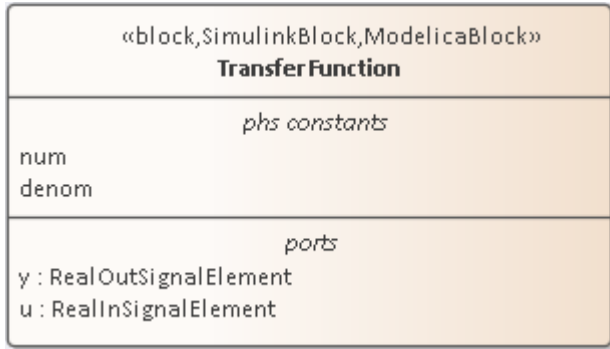 «block,SimulinkBlock,ModelicaBlock»
TransferFunction
phs constants
num
denom
ports
y : RealOutSignalElement
u : RealInSignalElement